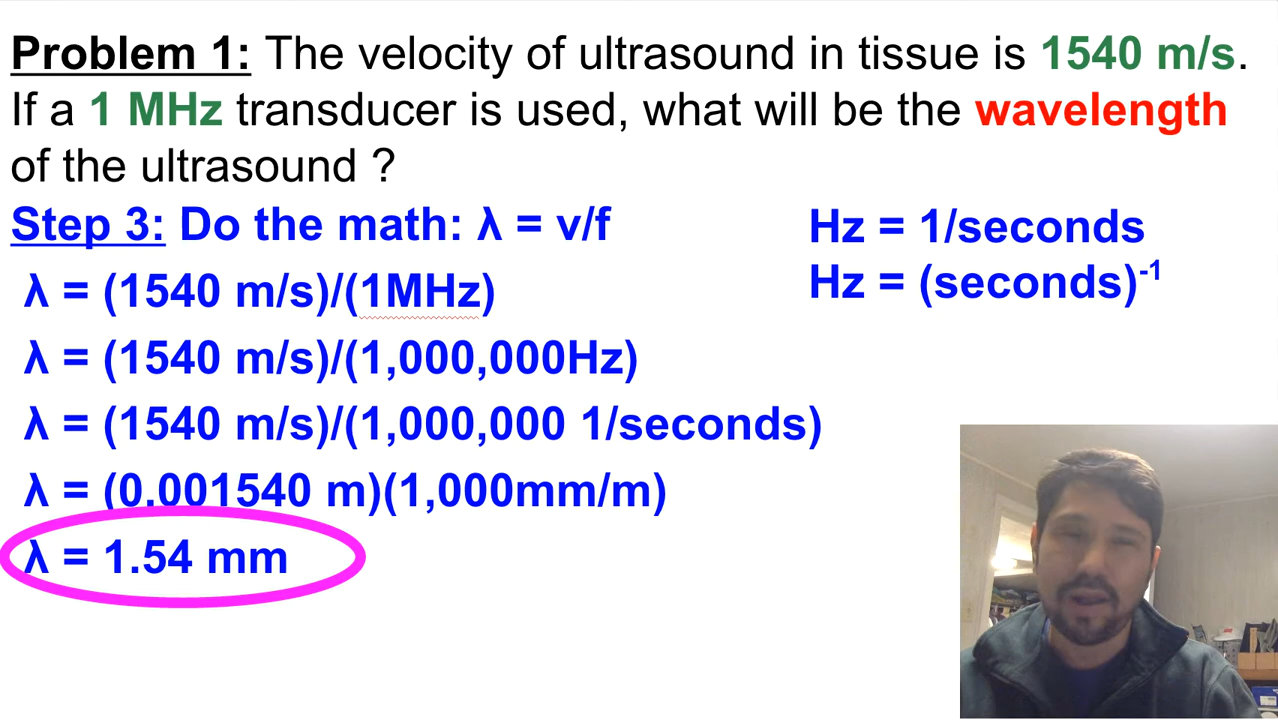 Problem 1: The velocity of ultrasound in tissue is 1540 m/s.
If a 1 MHz transducer is used, what will be the wavelength
of the ultrasound ?
Step 3: Do the math: λ = v/f
λ = (1540 m/s)/(1MHz)
λ = (1540 m/s)/(1,000,000Hz)
λ = (1540 m/s)/(1,000,000 1/seconds)
λ = (0.001540 m)(1,000mm/m)
λ = 1.54 mm
Hz = 1/seconds
Hz = (seconds)⁻¹